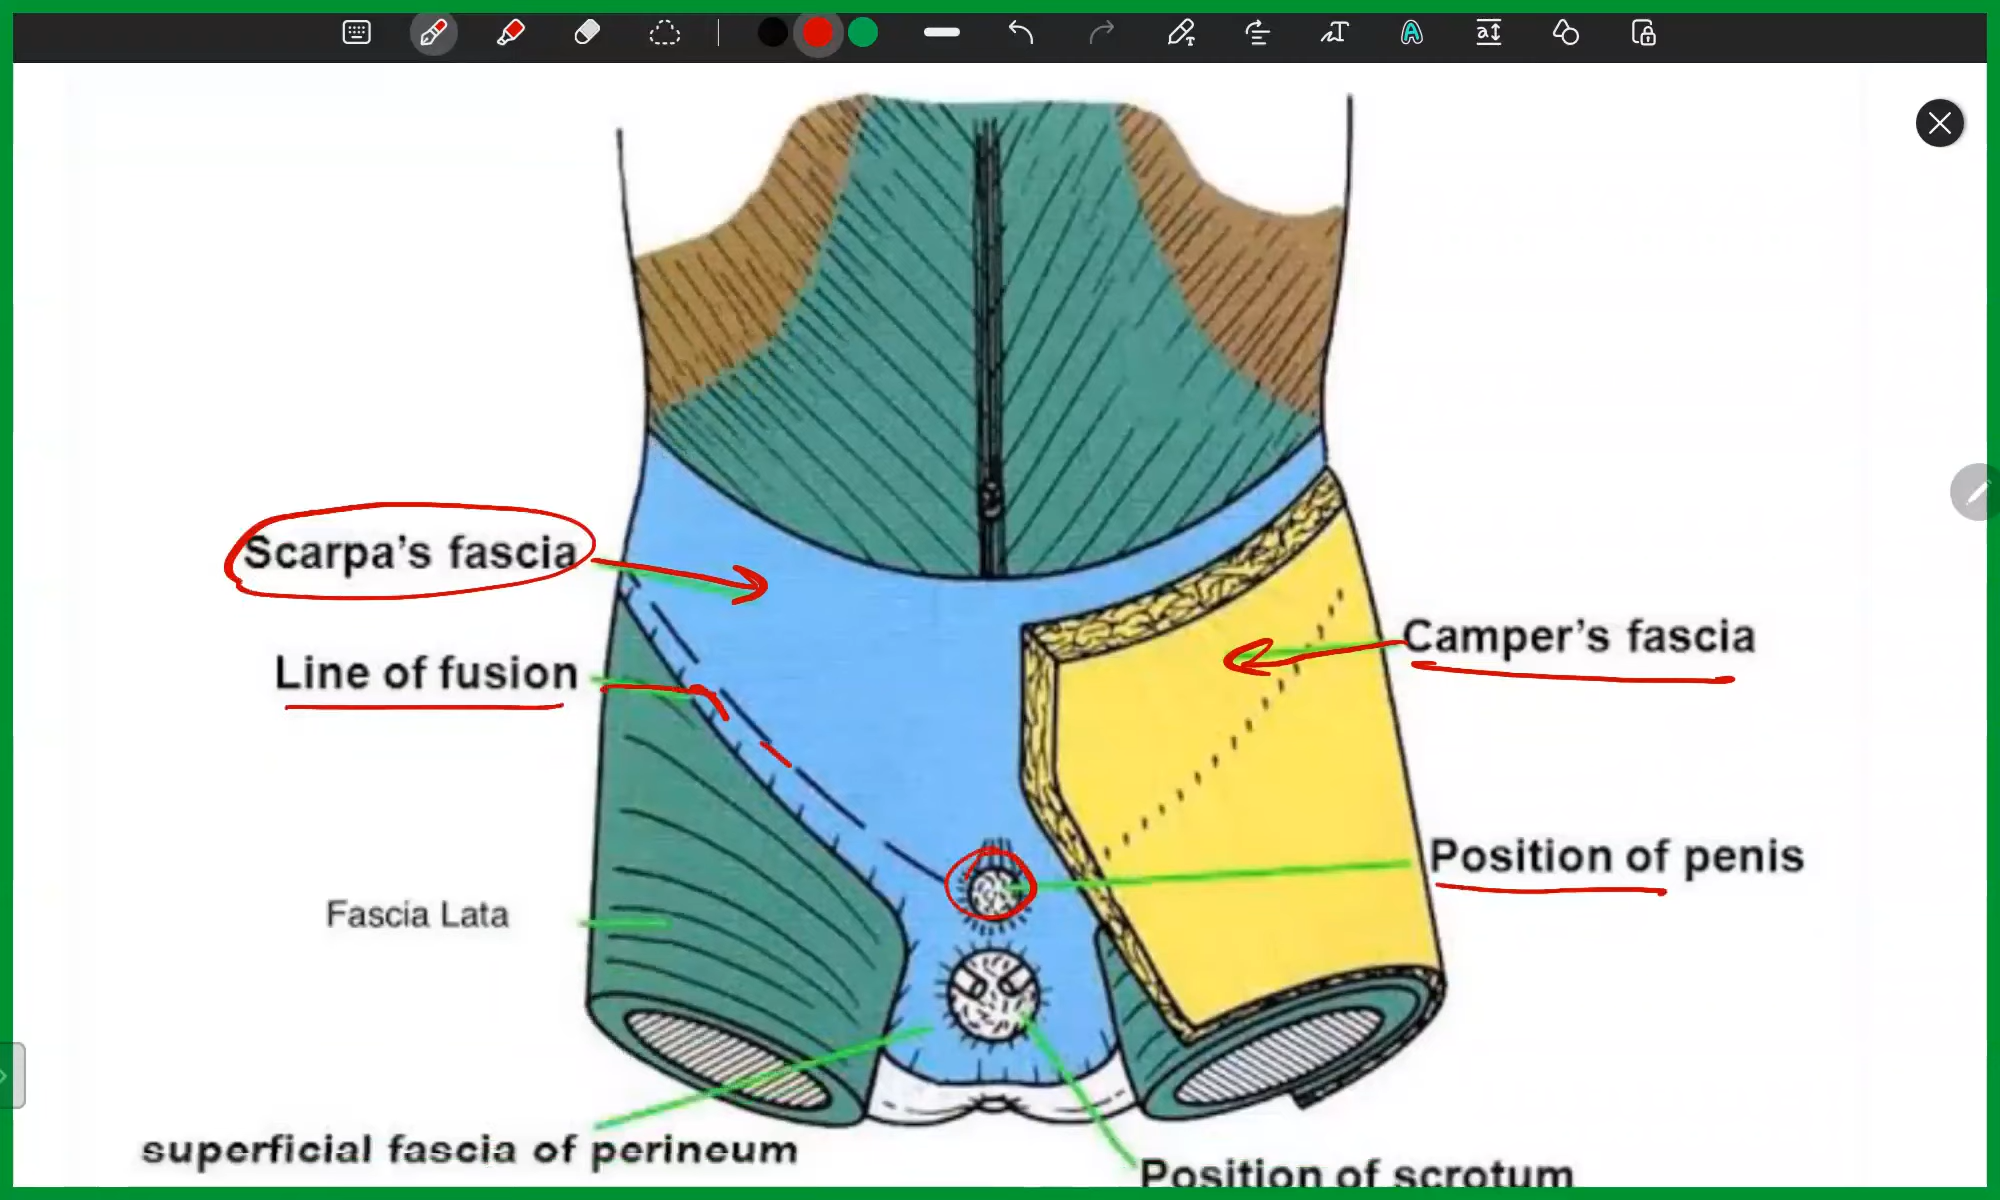 Scarpa's fascia
Camper's fascia
Line of fusion
Position of penis
Fascia Lata
superficial fascia of perineum
Position of scrotum